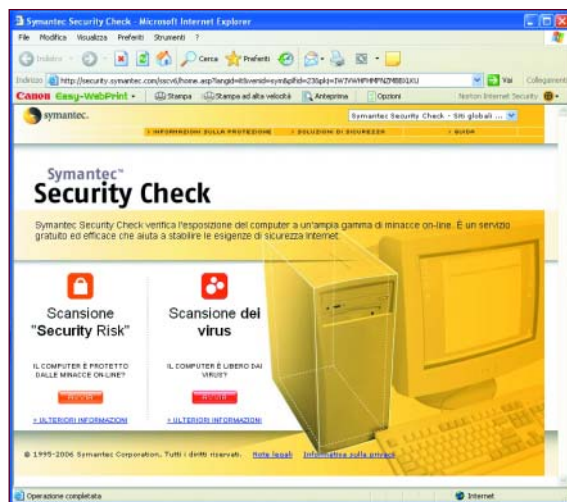 Symantec Security Check - Microsoft Internet Explorer
File Modifica Visualizza Preferiti Strumenti ?
Indietro Cerca Preferiti
Indirizzo Vai Collegamenti
Canon Easy-WebPrint Stampa Stampa ad alta velocità Anteprima Opzioni Norton Internet Security
symantec. Symantec Security Check - Siti globali ...
> INFORMAZIONI SULLA PROTEZIONE > SOLUZIONI DI SICUREZZA > GUIDA
Symantec™
Security Check
Symantec Security Check verifica l'esposizione del computer a un'ampia gamma di minacce on-line. È un servizio
gratuito ed efficace che aiuta a stabilire le esigenze di sicurezza Internet.
Scansione
"Security Risk"
IL COMPUTER È PROTETTO
DALLE MINACCE ON-LINE?
AVVIA
> ULTERIORI INFORMAZIONI
Scansione dei
virus
IL COMPUTER È LIBERO DAI
VIRUS?
AVVIA
> ULTERIORI INFORMAZIONI
© 1995-2006 Symantec Corporation. Tutti i diritti riservati. Note legali Informativa sulla privacy
Operazione completata Internet